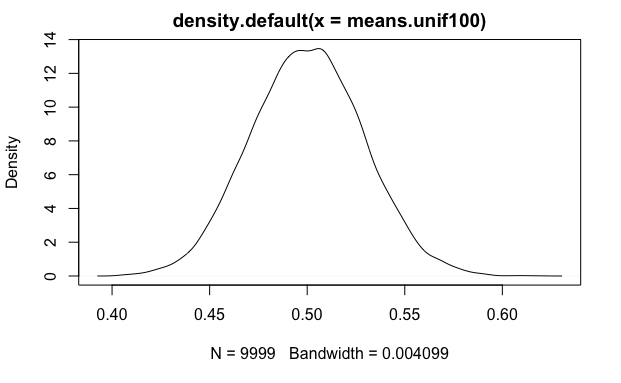 density.default(x = means.unif100)
Density
14
12
10
8
6
4
2
0
0.40 0.45 0.50 0.55 0.60
N = 9999 Bandwidth = 0.004099